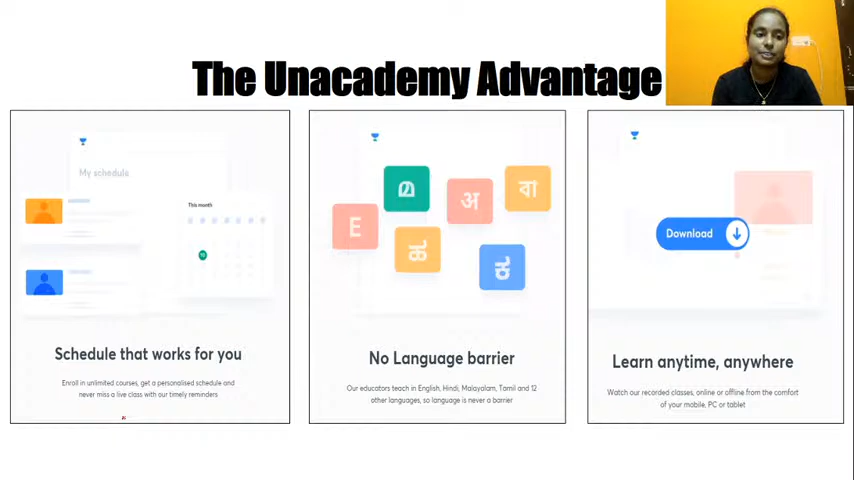 The Unacademy Advantage
My schedule
This month
10
Schedule that works for you
Enroll in unlimited courses, get a personalised schedule and
never miss a live class with our timely reminders
E
മ
अ
বা
No Language barrier
Our educators teach in English, Hindi, Malayalam, Tamil and 12
other languages, so language is never a barrier
Download
Learn anytime, anywhere
Watch our recorded classes, online or offline from the comfort
of your mobile, PC or tablet